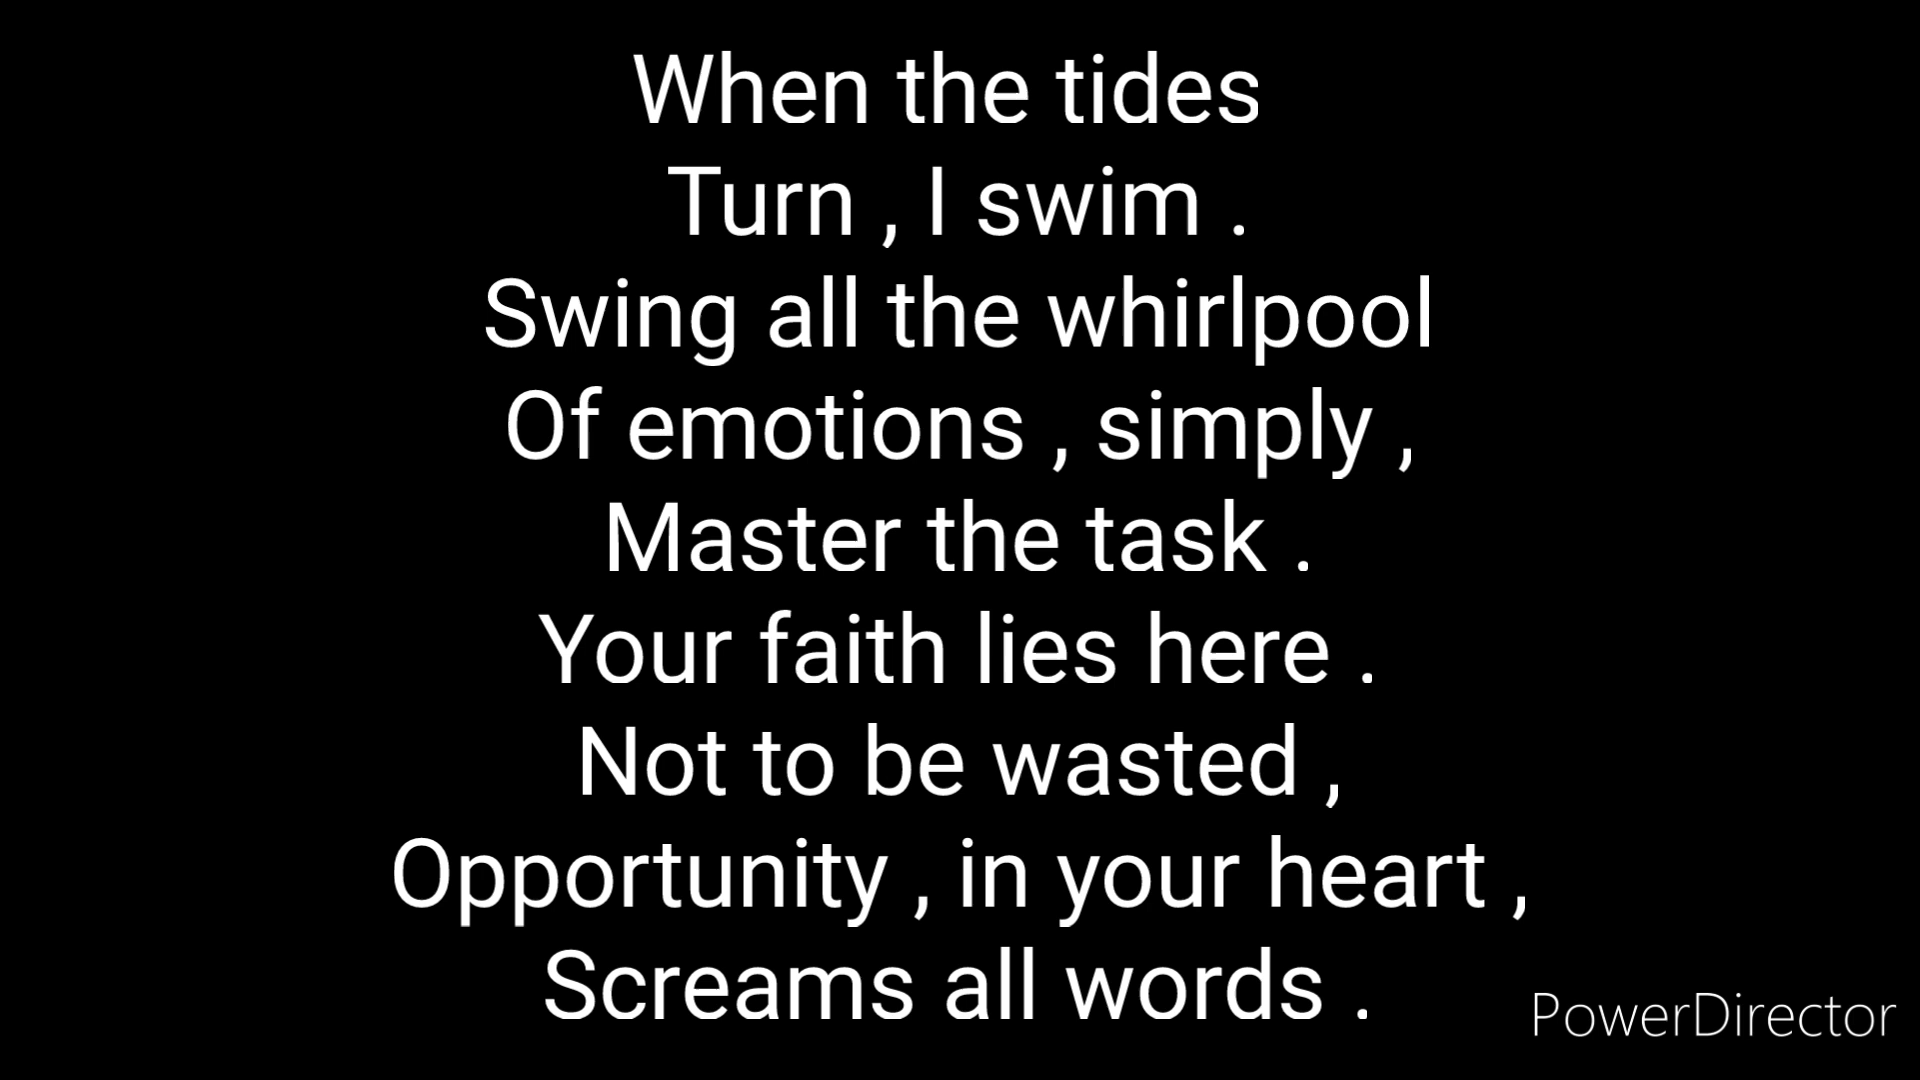 When the tides
Turn , I swim .
Swing all the whirlpool
Of emotions , simply ,
Master the task .
Your faith lies here .
Not to be wasted ,
Opportunity , in your heart ,
Screams all words .
PowerDirector